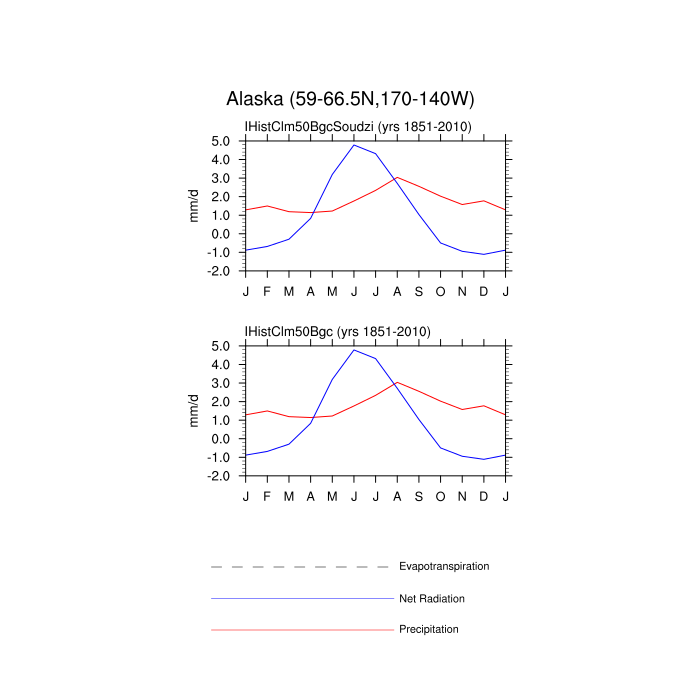 Alaska (59-66.5N,170-140W)
IHistClm50BgcSoudzi (yrs 1851-2010)
5.0
4.0
3.0
2.0
1.0
0.0
-1.0
-2.0
mm/d
J F M A M J J A S O N D J
IHistClm50Bgc (yrs 1851-2010)
5.0
4.0
3.0
2.0
1.0
0.0
-1.0
-2.0
mm/d
J F M A M J J A S O N D J
Evapotranspiration
Net Radiation
Precipitation